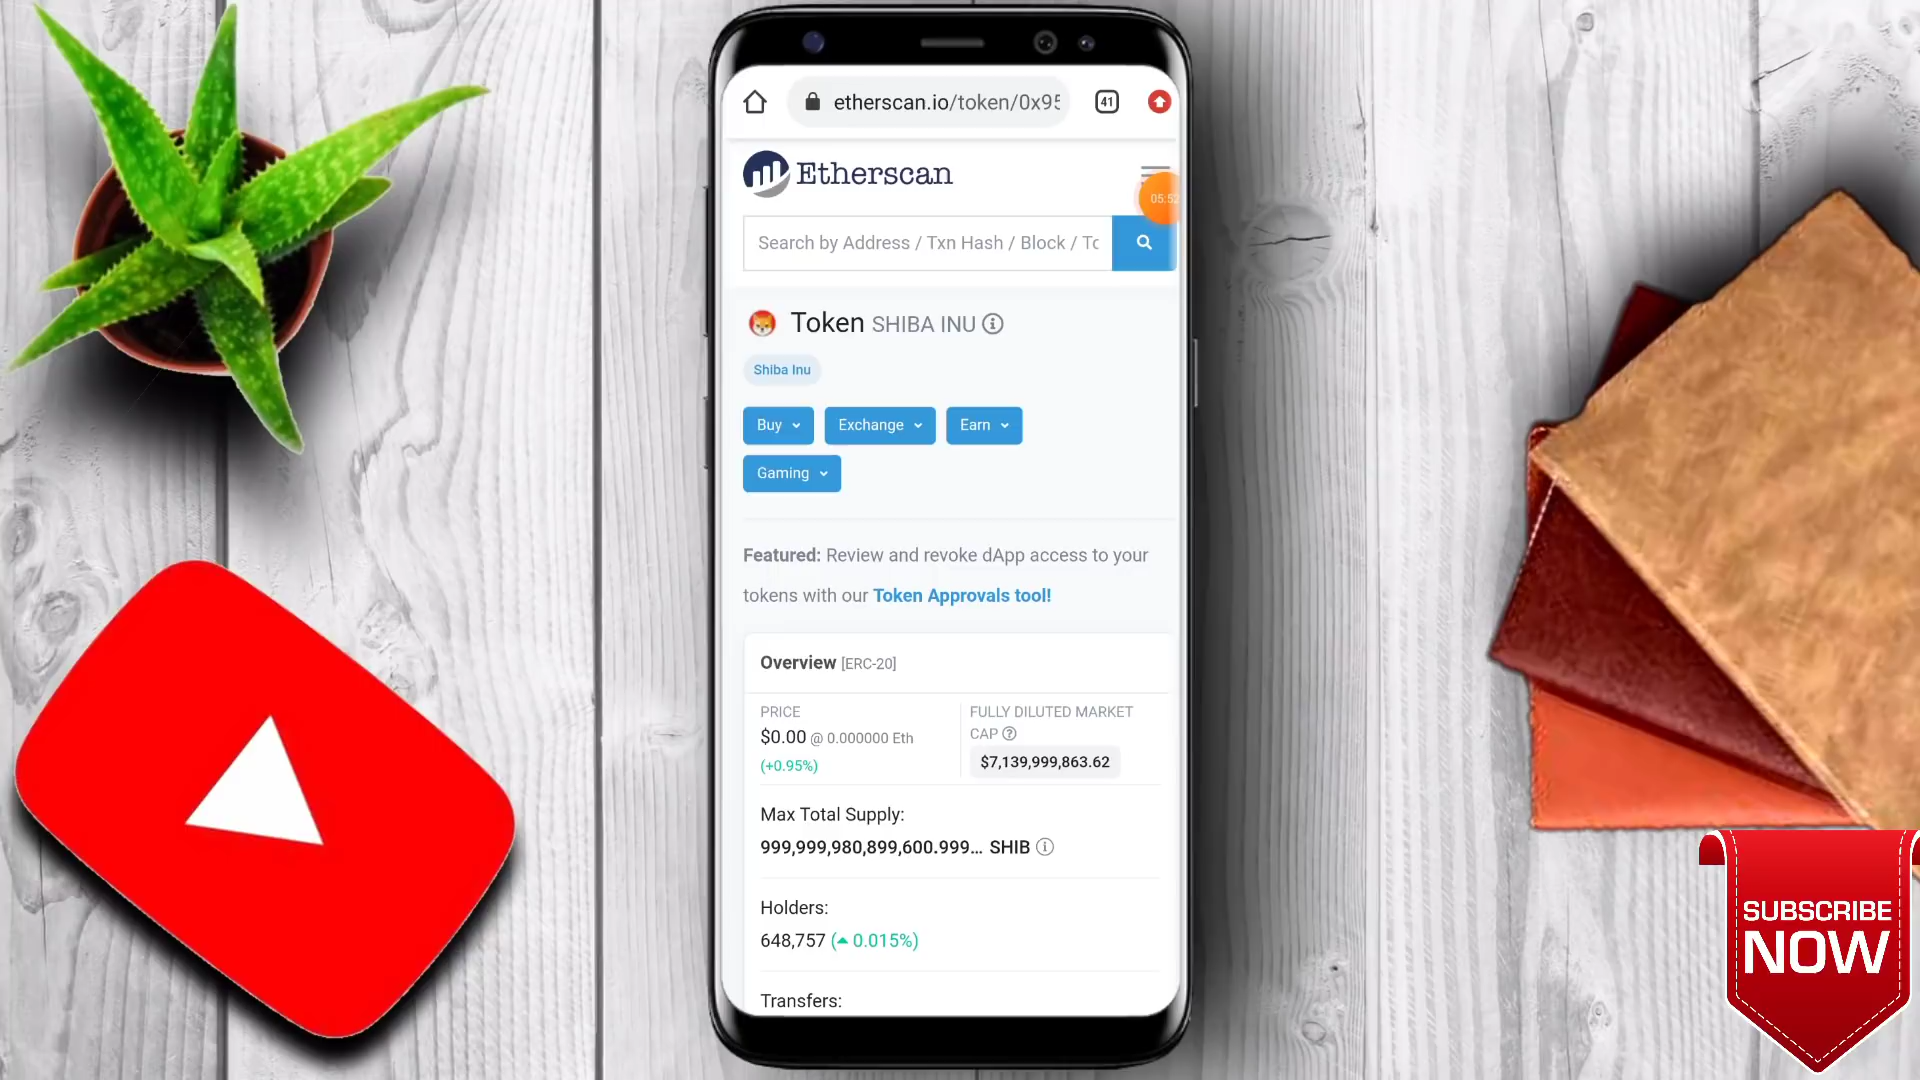 etherscan.io/token/0x95
41
Etherscan
05:52
Search by Address / Txn Hash / Block / To
Token SHIBA INU
Shiba Inu
Buy
Exchange
Earn
Gaming
Featured: Review and revoke dApp access to your
tokens with our Token Approvals tool!
Overview [ERC-20]
PRICE
$0.00 @ 0.000000 Eth
(+0.95%)
FULLY DILUTED MARKET
CAP
$7,139,999,863.62
Max Total Supply:
999,999,980,899,600.999... SHIB
Holders:
648,757 (0.015%)
Transfers:
SUBSCRIBE
NOW